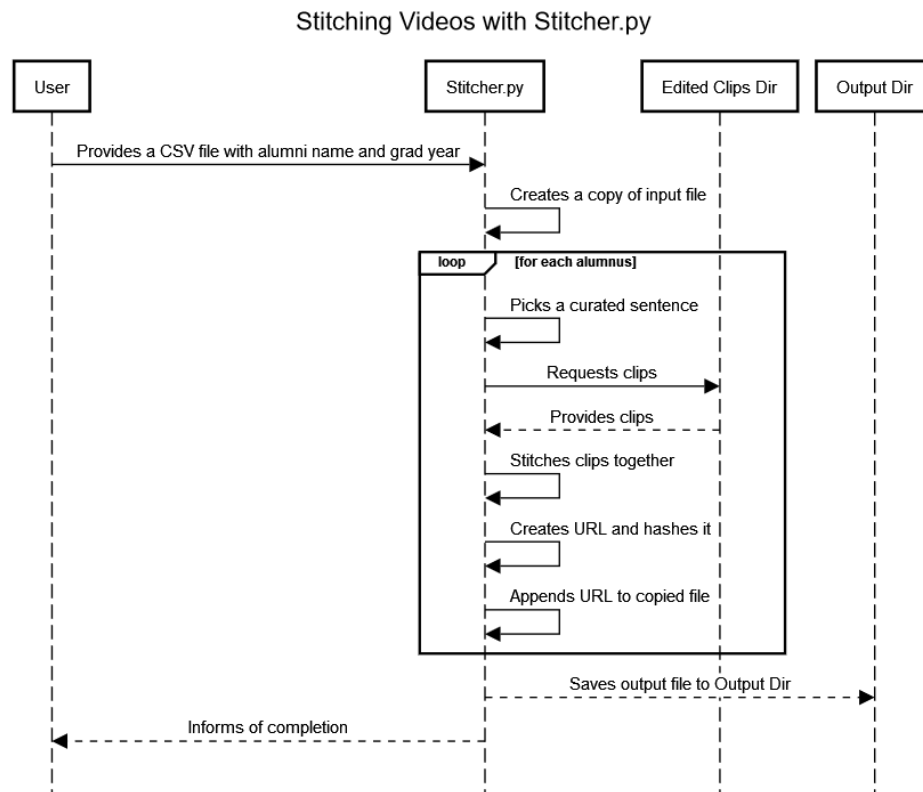 Stitching Videos with Stitcher.py
User
Stitcher.py
Edited Clips Dir
Output Dir
Provides a CSV file with alumni name and grad year
Creates a copy of input file
loop
[for each alumnus]
Picks a curated sentence
Requests clips
Provides clips
Stitches clips together
Creates URL and hashes it
Appends URL to copied file
Saves output file to Output Dir
Informs of completion